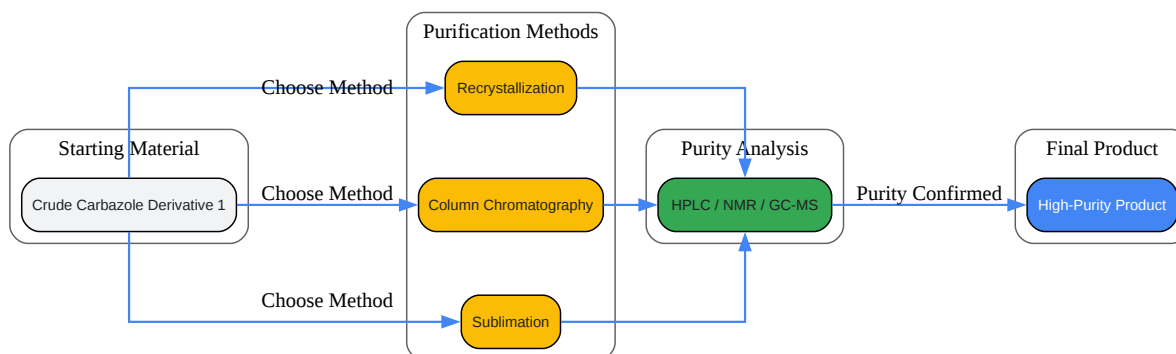 Purification Methods
Choose Method
Recrystallization
Starting Material
Purity Analysis
Final Product
Crude Carbazole Derivative 1
Choose Method
Column Chromatography
HPLC / NMR / GC-MS
Purity Confirmed
High-Purity Product
Choose Method
Sublimation